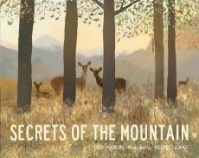 SECRETS OF THE MOUNTAIN